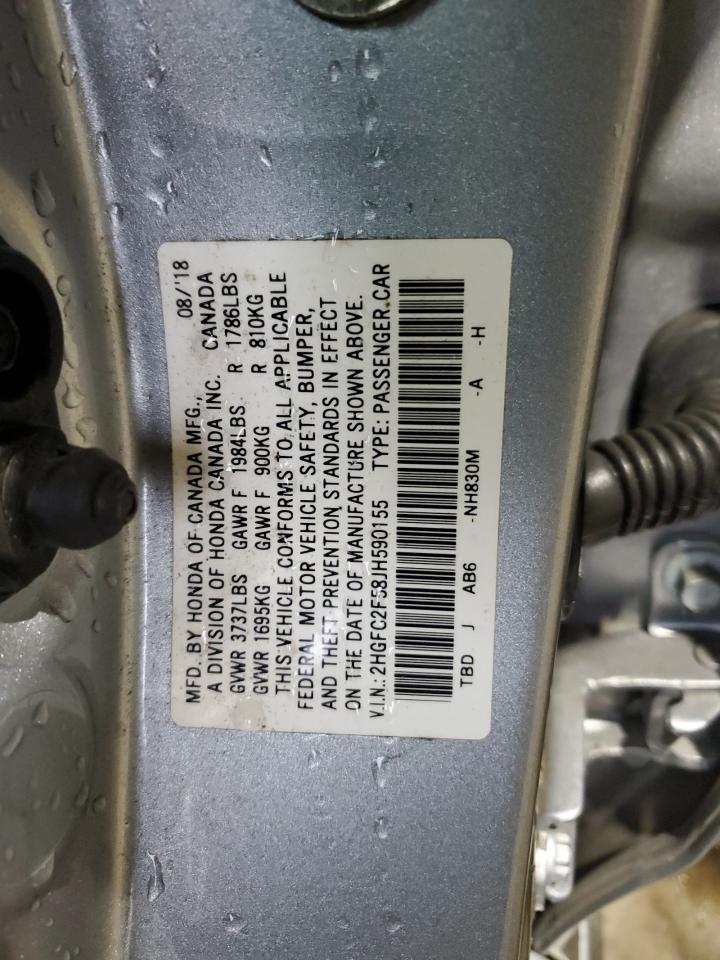 MFD. BY HONDA OF CANADA MFG., 08/'18
A DIVISION OF HONDA CANADA INC. CANADA
GVWR 3737LBS GAWR F 1984LBS R 1786LBS
GVWR 1695KG GAWR F 900KG R 810KG
THIS VEHICLE CONFORMS TO ALL APPLICABLE
FEDERAL MOTOR VEHICLE SAFETY, BUMPER,
AND THEFT PREVENTION STANDARDS IN EFFECT
ON THE DATE OF MANUFACTURE SHOWN ABOVE.
V.I.N.: 2HGFC2F58JH590155 TYPE: PASSENGER CAR
TBD J AB6 -NH830M -A -H